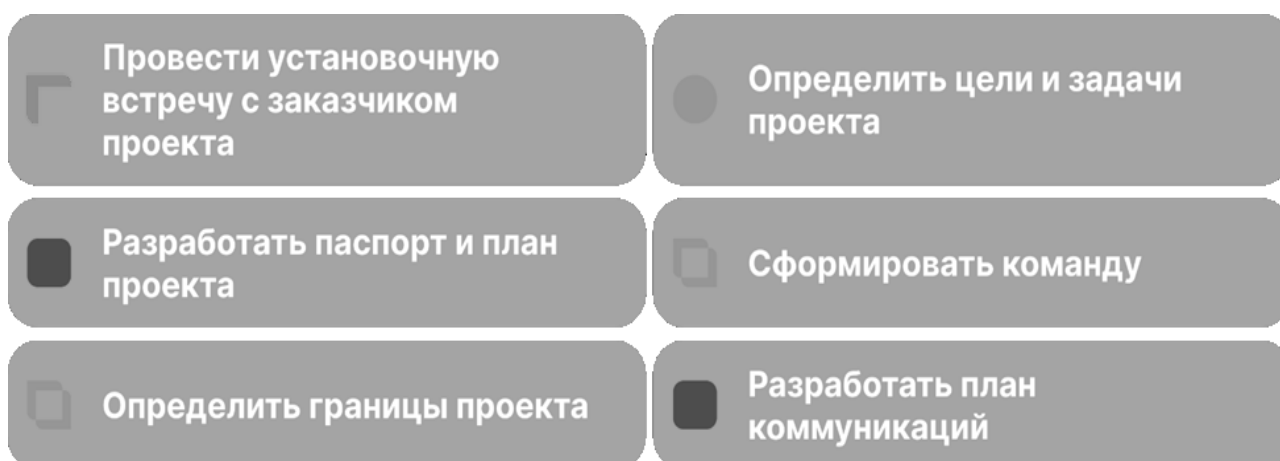 Провести установочную
встречу с заказчиком
проекта
Определить цели и задачи
проекта
Разработать паспорт и план
проекта
Сформировать команду
Определить границы проекта
Разработать план
коммуникаций